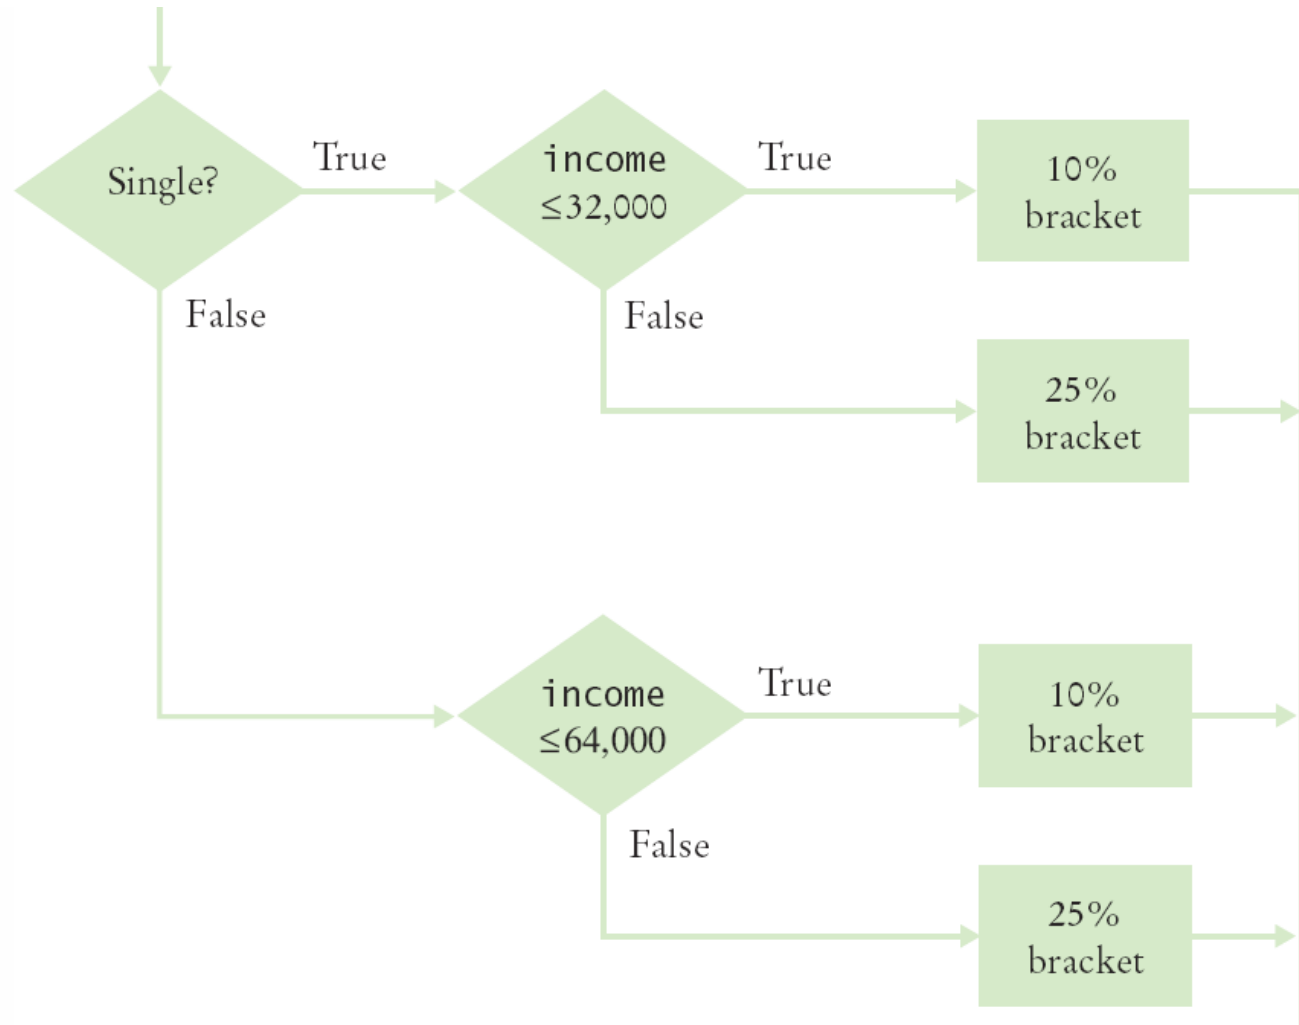 Single?
True
income
≤32,000
True
10%
bracket
False
False
25%
bracket
income
≤64,000
True
10%
bracket
False
25%
bracket